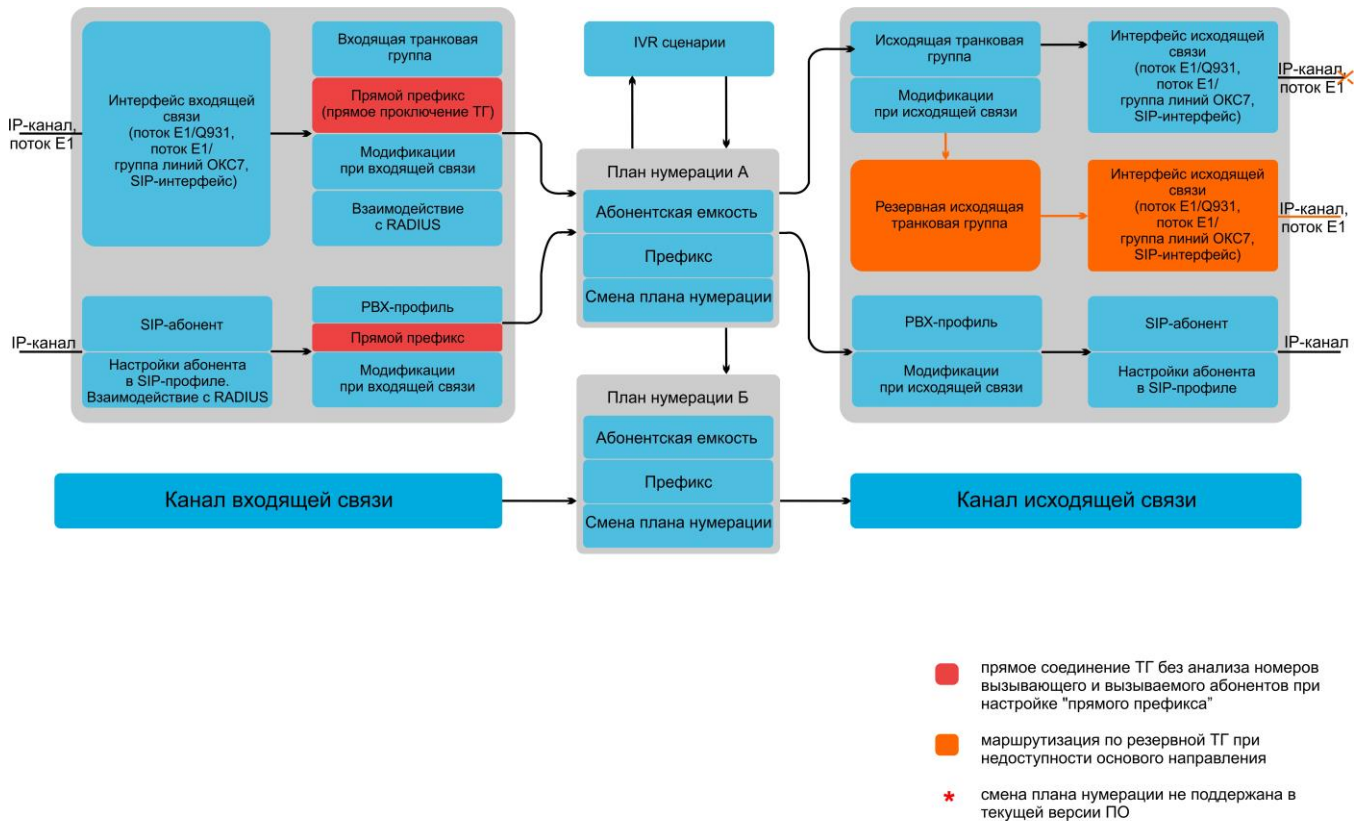 IP-канал,
поток E1
Интерфейс входящей
связи
(поток E1/Q931,
поток E1/
группа линий ОКС7,
SIP-интерфейс)
Входящая транковая
группа
Прямой префикс
(прямое проключение ТГ)
Модификации
при входящей связи
Взаимодействие
с RADIUS
IP-канал
SIP-абонент
Настройки абонента
в SIP-профиле.
Взаимодействие с RADIUS
PBX-профиль
Прямой префикс
Модификации
при входящей связи
IVR сценарии
План нумерации А
Абонентская емкость
Префикс
Смена плана нумерации
План нумерации Б
Абонентская емкость
Префикс
Смена плана нумерации
Исходящая транковая
группа
Модификации
при исходящей связи
Резервная исходящая
транковая группа
Интерфейс исходящей
связи
(поток E1/Q931,
поток E1/
группа линий ОКС7,
SIP-интерфейс)
IP-канал,
поток E1
Интерфейс исходящей
связи
(поток E1/Q931,
поток E1/
группа линий ОКС7,
SIP-интерфейс)
IP-канал,
поток E1
PBX-профиль
Модификации
при исходящей связи
SIP-абонент
Настройки абонента
в SIP-профиле
IP-канал
Канал входящей связи
Канал исходящей связи
прямое соединение ТГ без анализа номеров
вызывающего и вызываемого абонентов при
настройке "прямого префикса”
маршрутизация по резервной ТГ при
недоступности основого направления
* смена плана нумерации не поддержана в
текущей версии ПО